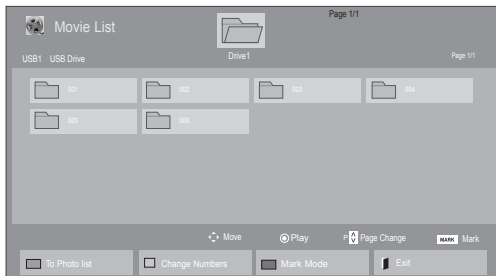 Page 1/1
Movie List
Drive1
USB1 USB Drive
Page 1/1
001 002 003 004
005 006
Move Play P Page Change MARK Mark
To Photo list Change Numbers Mark Mode Exit